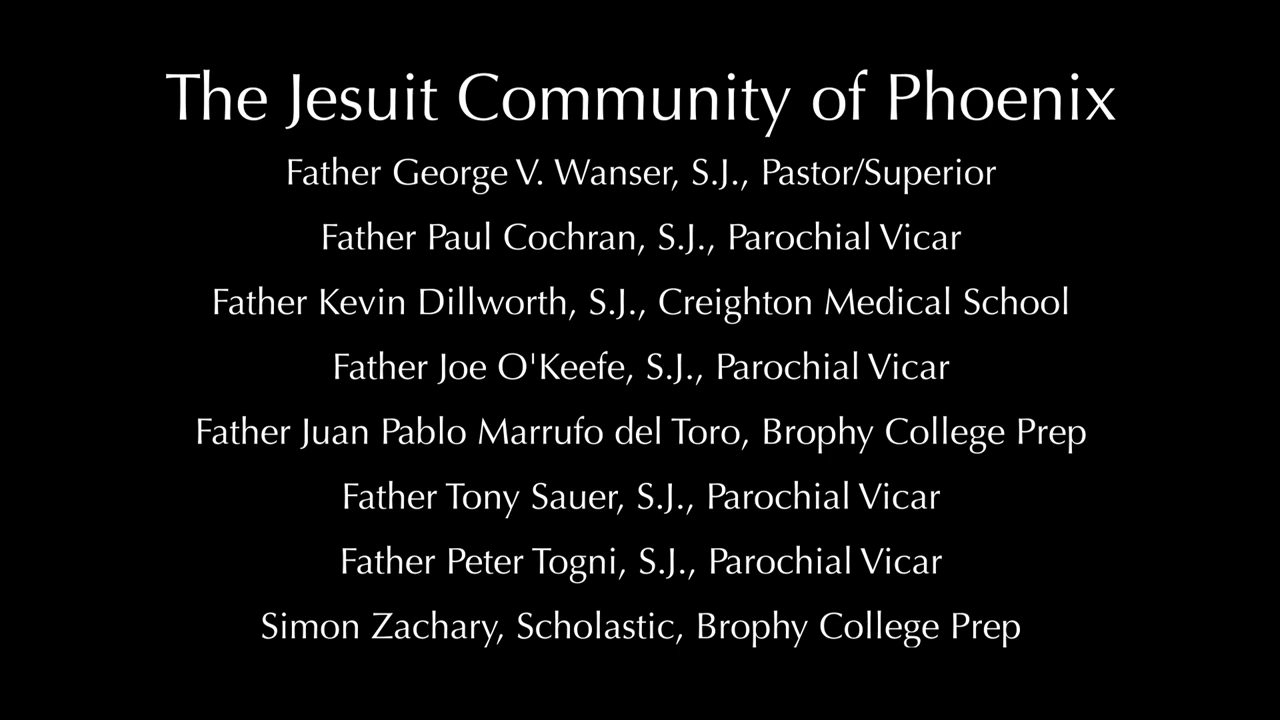 The Jesuit Community of Phoenix
Father George V. Wanser, S.J., Pastor/Superior
Father Paul Cochran, S.J., Parochial Vicar
Father Kevin Dillworth, S.J., Creighton Medical School
Father Joe O'Keefe, S.J., Parochial Vicar
Father Juan Pablo Marrufo del Toro, Brophy College Prep
Father Tony Sauer, S.J., Parochial Vicar
Father Peter Togni, S.J., Parochial Vicar
Simon Zachary, Scholastic, Brophy College Prep